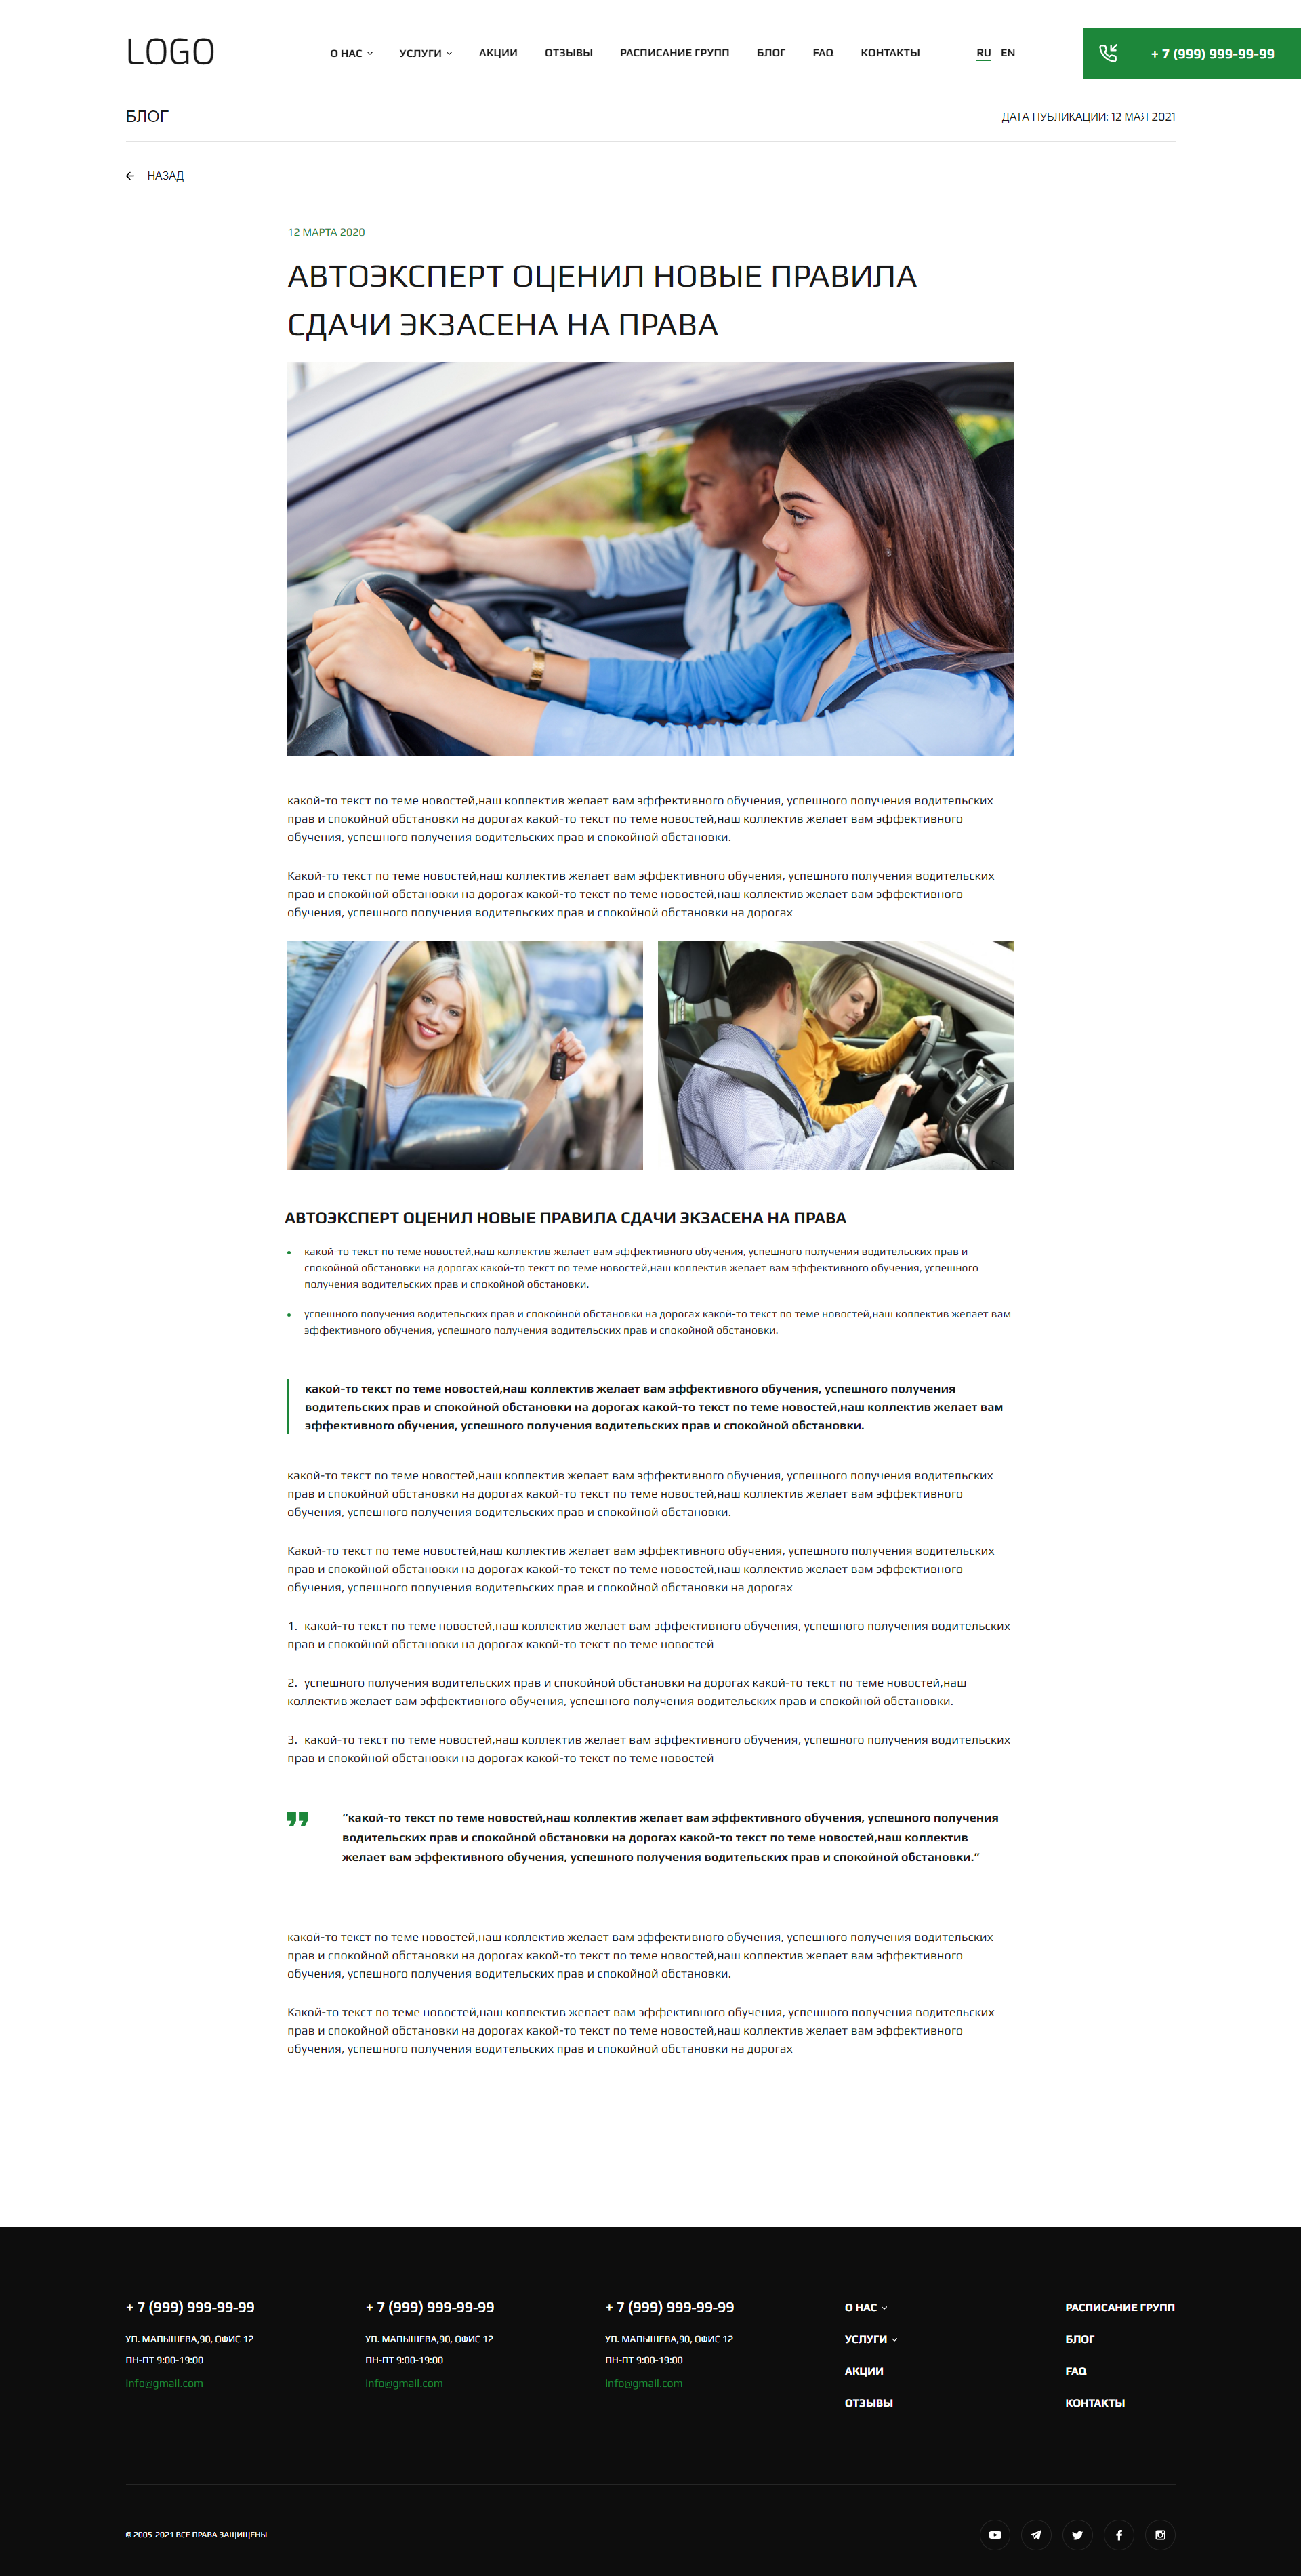 LOGO
О НАС
УСЛУГИ
АКЦИИ
ОТЗЫВЫ
РАСПИСАНИЕ ГРУПП
БЛОГ
FAQ
КОНТАКТЫ
RU EN
+ 7 (999) 999-99-99
БЛОГ
ДАТА ПУБЛИКАЦИИ: 12 МАЯ 2021
НАЗАД
12 МАРТА 2020
АВТОЭКСПЕРТ ОЦЕНИЛ НОВЫЕ ПРАВИЛА
СДАЧИ ЭКЗАСЕНА НА ПРАВА
какой-то текст по теме новостей,наш коллектив желает вам эффективного обучения, успешного получения водительских
прав и спокойной обстановки на дорогах какой-то текст по теме новостей,наш коллектив желает вам эффективного
обучения, успешного получения водительских прав и спокойной обстановки.
Какой-то текст по теме новостей,наш коллектив желает вам эффективного обучения, успешного получения водительских
прав и спокойной обстановки на дорогах какой-то текст по теме новостей,наш коллектив желает вам эффективного
обучения, успешного получения водительских прав и спокойной обстановки на дорогах
АВТОЭКСПЕРТ ОЦЕНИЛ НОВЫЕ ПРАВИЛА СДАЧИ ЭКЗАСЕНА НА ПРАВА
какой-то текст по теме новостей,наш коллектив желает вам эффективного обучения, успешного получения водительских прав и
спокойной обстановки на дорогах какой-то текст по теме новостей,наш коллектив желает вам эффективного обучения, успешного
получения водительских прав и спокойной обстановки.
успешного получения водительских прав и спокойной обстановки на дорогах какой-то текст по теме новостей,наш коллектив желает вам
эффективного обучения, успешного получения водительских прав и спокойной обстановки.
какой-то текст по теме новостей,наш коллектив желает вам эффективного обучения, успешного получения
водительских прав и спокойной обстановки на дорогах какой-то текст по теме новостей,наш коллектив желает вам
эффективного обучения, успешного получения водительских прав и спокойной обстановки.
какой-то текст по теме новостей,наш коллектив желает вам эффективного обучения, успешного получения водительских
прав и спокойной обстановки на дорогах какой-то текст по теме новостей,наш коллектив желает вам эффективного
обучения, успешного получения водительских прав и спокойной обстановки.
Какой-то текст по теме новостей,наш коллектив желает вам эффективного обучения, успешного получения водительских
прав и спокойной обстановки на дорогах какой-то текст по теме новостей,наш коллектив желает вам эффективного
обучения, успешного получения водительских прав и спокойной обстановки на дорогах
1. какой-то текст по теме новостей,наш коллектив желает вам эффективного обучения, успешного получения водительских
прав и спокойной обстановки на дорогах какой-то текст по теме новостей
2. успешного получения водительских прав и спокойной обстановки на дорогах какой-то текст по теме новостей,наш
коллектив желает вам эффективного обучения, успешного получения водительских прав и спокойной обстановки.
3. какой-то текст по теме новостей,наш коллектив желает вам эффективного обучения, успешного получения водительских
прав и спокойной обстановки на дорогах какой-то текст по теме новостей
“какой-то текст по теме новостей,наш коллектив желает вам эффективного обучения, успешного получения
водительских прав и спокойной обстановки на дорогах какой-то текст по теме новостей,наш коллектив
желает вам эффективного обучения, успешного получения водительских прав и спокойной обстановки.”
какой-то текст по теме новостей,наш коллектив желает вам эффективного обучения, успешного получения водительских
прав и спокойной обстановки на дорогах какой-то текст по теме новостей,наш коллектив желает вам эффективного
обучения, успешного получения водительских прав и спокойной обстановки.
Какой-то текст по теме новостей,наш коллектив желает вам эффективного обучения, успешного получения водительских
прав и спокойной обстановки на дорогах какой-то текст по теме новостей,наш коллектив желает вам эффективного
обучения, успешного получения водительских прав и спокойной обстановки на дорогах
+ 7 (999) 999-99-99
УЛ. МАЛЫШЕВА,90, ОФИС 12
ПН-ПТ 9:00-19:00
info@gmail.com
+ 7 (999) 999-99-99
УЛ. МАЛЫШЕВА,90, ОФИС 12
ПН-ПТ 9:00-19:00
info@gmail.com
+ 7 (999) 999-99-99
УЛ. МАЛЫШЕВА,90, ОФИС 12
ПН-ПТ 9:00-19:00
info@gmail.com
О НАС
УСЛУГИ
АКЦИИ
ОТЗЫВЫ
РАСПИСАНИЕ ГРУПП
БЛОГ
FAQ
КОНТАКТЫ
© 2005-2021 ВСЕ ПРАВА ЗАЩИЩЕНЫ